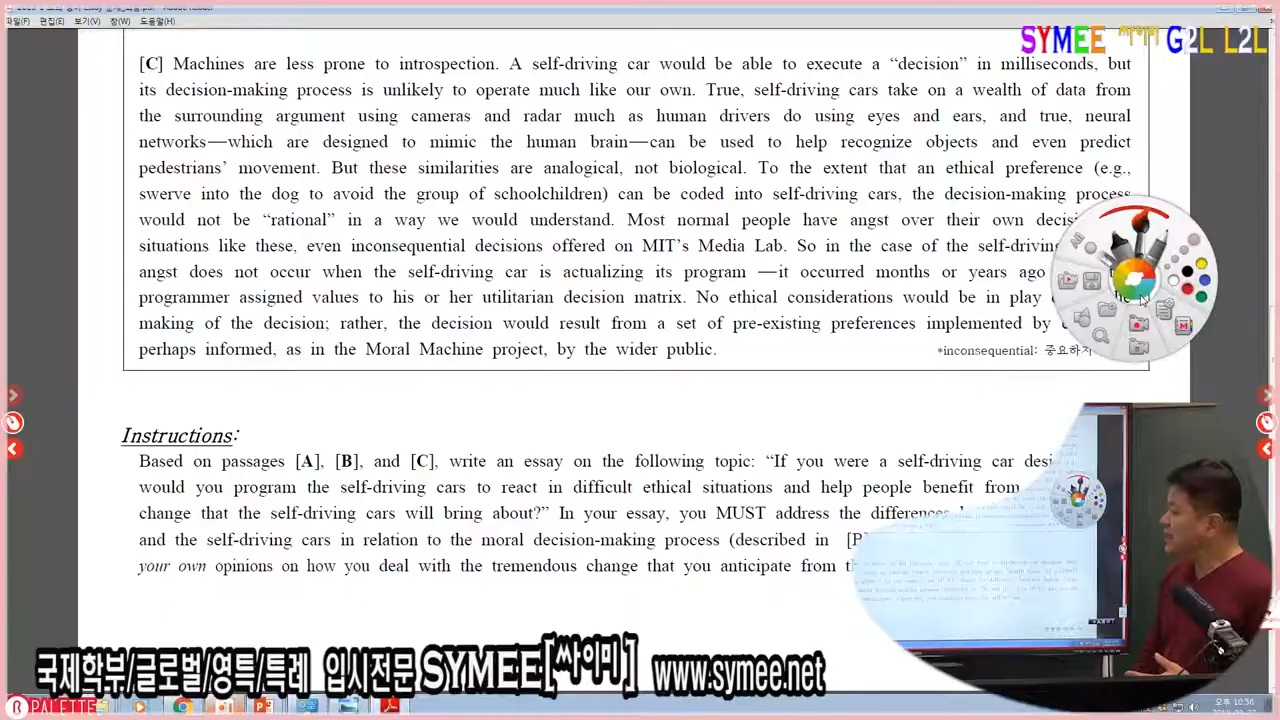 파일(F) 편집(E) 보기(V) 창(W) 도움말(H)
SYMEE 싸이미 G2L L2L
[C] Machines are less prone to introspection. A self-driving car would be able to execute a “decision” in milliseconds, but
its decision-making process is unlikely to operate much like our own. True, self-driving cars take on a wealth of data from
the surrounding argument using cameras and radar much as human drivers do using eyes and ears, and true, neural
networks—which are designed to mimic the human brain—can be used to help recognize objects and even predict
pedestrians’ movement. But these similarities are analogical, not biological. To the extent that an ethical preference (e.g.,
swerve into the dog to avoid the group of schoolchildren) can be coded into self-driving cars, the decision-making process
would not be “rational” in a way we would understand. Most normal people have angst over their own
situations like these, even inconsequential decisions offered on MIT’s Media Lab. So in the case of the self-driving
angst does not occur when the self-driving car is actualizing its program —it occurred months or years ago
programmer assigned values to his or her utilitarian decision matrix. No ethical considerations would be in play
making of the decision; rather, the decision would result from a set of pre-existing preferences implemented by
perhaps informed, as in the Moral Machine project, by the wider public.
*inconsequential: 중요하지
Instructions:
Based on passages [A], [B], and [C], write an essay on the following topic: “If you were a self-driving car
would you program the self-driving cars to react in difficult ethical situations and help people benefit from
change that the self-driving cars will bring about?” In your essay, you MUST address the differences
and the self-driving cars in relation to the moral decision-making process (described in [B]
your own opinions on how you deal with the tremendous change that you anticipate from
국제학부/글로벌/영특/특례 입시전문 SYMEE[싸이미] www.symee.net
PALETTE
오후 10:56